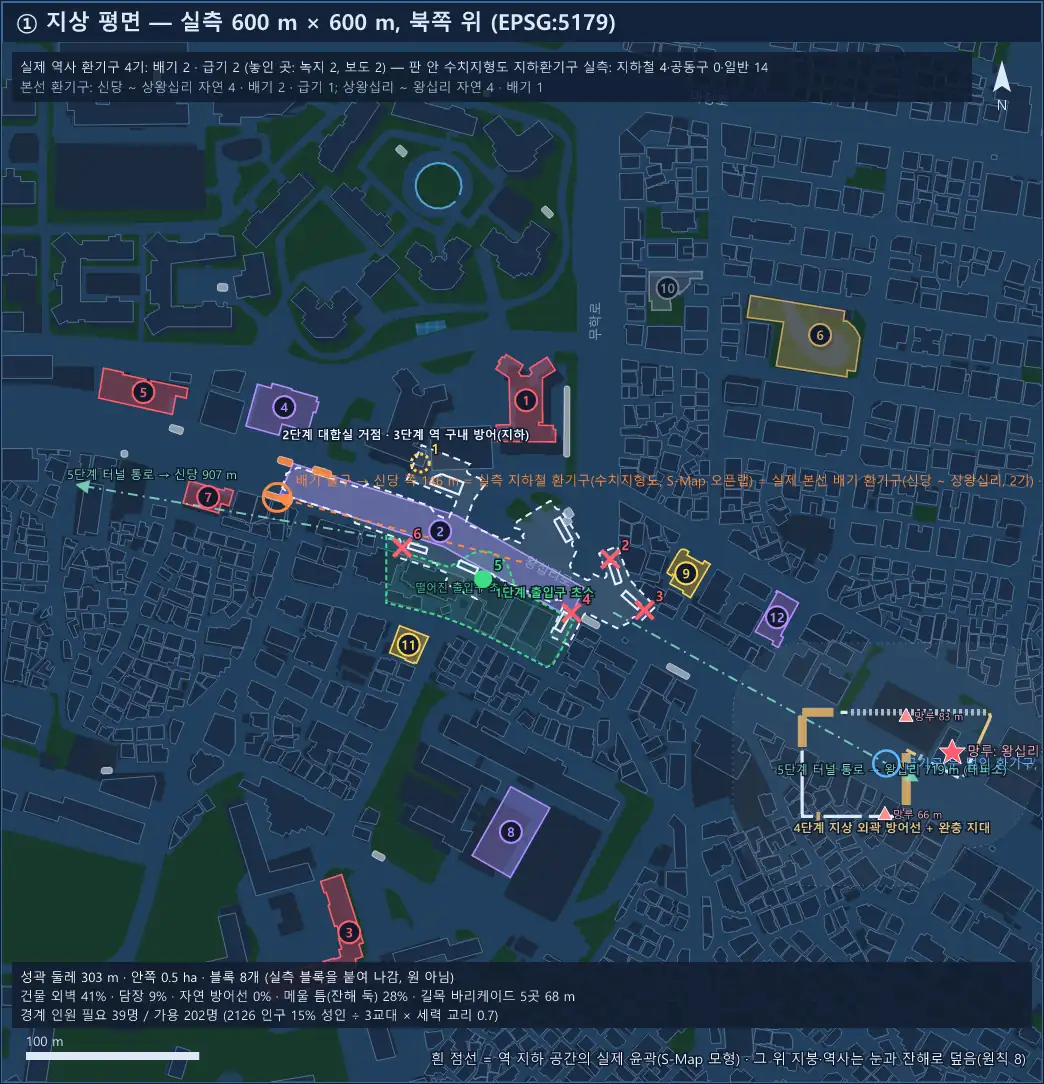 ① 지상 평면 — 실측 600 m × 600 m, 북쪽 위 (EPSG:5179)
실제 역사 환기구 4기: 배기 2 · 급기 2 (놓인 곳: 녹지 2, 보도 2) — 판 안 수치지형도 지하환기구 실측: 지하철 4·공동구 0·일반 14
본선 환기구: 신당 ~ 상왕십리 자연 4 · 배기 2 · 급기 1; 상왕십리 ~ 왕십리 자연 4 · 배기 1
N
10
무학로
6
5
1
4
2단계 대합실 거점 · 3단계 역 구내 방어(지하)
1
5단계 터널 통로 → 신당 907 m
실측 지하철 환기구(수치지형도, S-Map 오픈랩) = 실제 본선 배기 환기구(신당 ~ 상왕십리, 2기)
7
2
6
2
5
9
1단계 출입구 초소
4
3
12
11
망루 83 m
망루: 왕십리
5단계 터널 통로 → 왕십리 719 m
망루 66 m
4단계 지상 외곽 방어선 + 완충 지대
8
3
성곽 둘레 303 m · 안쪽 0.5 ha · 블록 8개 (실측 블록을 붙여 나감, 원 아님)
건물 외벽 41% · 담장 9% · 자연 방어선 0% · 메울 틈(잔해 둑) 28% · 길목 바리케이드 5곳 68 m
경계 인원 필요 39명 / 가용 202명 (2126 인구 15% 성인 ÷ 3교대 × 세력 교리 0.7)
100 m
흰 점선 = 역 지하 공간의 실제 윤곽(S-Map 모형) · 그 위 지붕·역사는 눈과 잔해로 덮음(원칙 8)